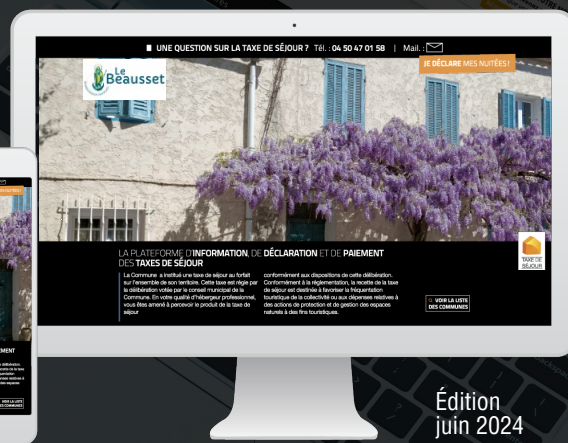 UNE QUESTION SUR LA TAXE DE SÉJOUR ? Tél. : 04 50 47 01 58 | Mail. :
JE DÉCLARE MES NUITÉES !
Le
Beausset
LA PLATEFORME D'INFORMATION, DE DÉCLARATION ET DE PAIEMENT
DES TAXES DE SÉJOUR
La Commune a institué une taxe de séjour au forfait
sur l'ensemble de son territoire. Cette taxe est régie par
la délibération votée par le conseil municipal de la
Commune. En votre qualité d'hébergeur professionnel,
vous êtes amené à percevoir le produit de la taxe de
séjour
conformément aux dispositions de cette délibération.
Conformément à la réglementation, la recette de la taxe
de séjour est destinée à favoriser la fréquentation
touristique de la collectivité ou aux dépenses relatives à
des actions de protection et de gestion des espaces
naturels à des fins touristiques.
TAXE DE
SÉJOUR
VOIR LA LISTE
DES COMMUNES
VOIR LA LISTE
DES COMMUNES
Édition
juin 2024